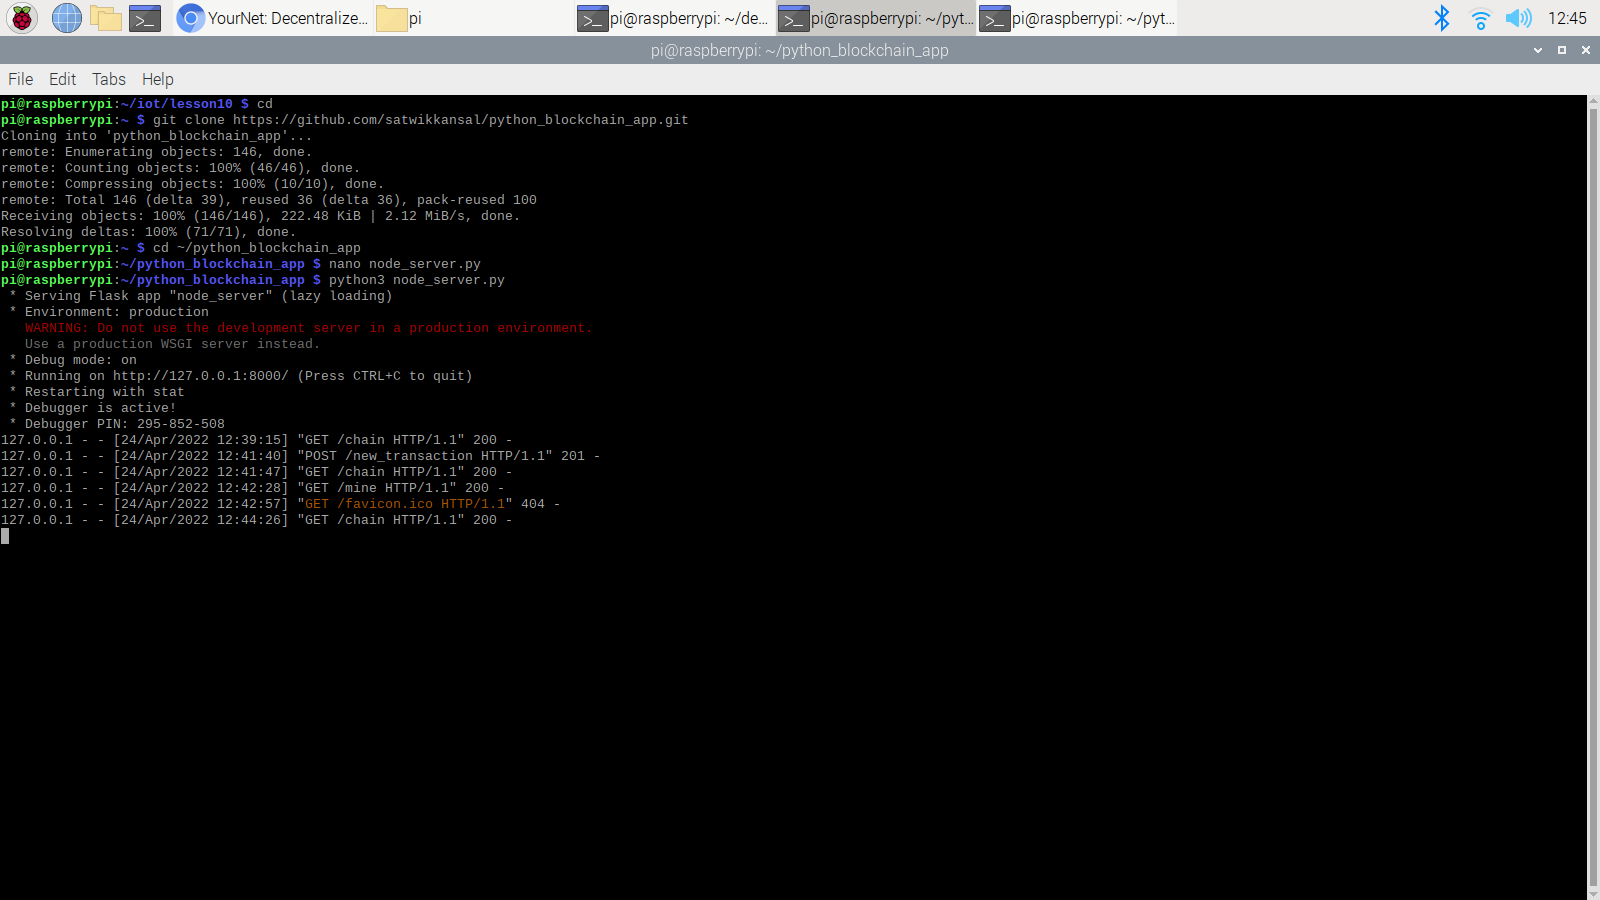 YourNet: Decentralize...
pi
pi@raspberrypi: ~/de...
pi@raspberrypi: ~/pyt...
pi@raspberrypi: ~/pyt...
12:45
pi@raspberrypi: ~/python_blockchain_app
File Edit Tabs Help
pi@raspberrypi:~/iot/lesson10 $ cd
pi@raspberrypi:~ $ git clone https://github.com/satwikkansal/python_blockchain_app.git
Cloning into 'python_blockchain_app'...
remote: Enumerating objects: 146, done.
remote: Counting objects: 100% (46/46), done.
remote: Compressing objects: 100% (10/10), done.
remote: Total 146 (delta 39), reused 36 (delta 36), pack-reused 100
Receiving objects: 100% (146/146), 222.48 KiB | 2.12 MiB/s, done.
Resolving deltas: 100% (71/71), done.
pi@raspberrypi:~ $ cd ~/python_blockchain_app
pi@raspberrypi:~/python_blockchain_app $ nano node_server.py
pi@raspberrypi:~/python_blockchain_app $ python3 node_server.py
 * Serving Flask app "node_server" (lazy loading)
 * Environment: production
   WARNING: Do not use the development server in a production environment.
   Use a production WSGI server instead.
 * Debug mode: on
 * Running on http://127.0.0.1:8000/ (Press CTRL+C to quit)
 * Restarting with stat
 * Debugger is active!
 * Debugger PIN: 295-852-508
127.0.0.1 - - [24/Apr/2022 12:39:15] "GET /chain HTTP/1.1" 200 -
127.0.0.1 - - [24/Apr/2022 12:41:40] "POST /new_transaction HTTP/1.1" 201 -
127.0.0.1 - - [24/Apr/2022 12:41:47] "GET /chain HTTP/1.1" 200 -
127.0.0.1 - - [24/Apr/2022 12:42:28] "GET /mine HTTP/1.1" 200 -
127.0.0.1 - - [24/Apr/2022 12:42:57] "GET /favicon.ico HTTP/1.1" 404 -
127.0.0.1 - - [24/Apr/2022 12:44:26] "GET /chain HTTP/1.1" 200 -